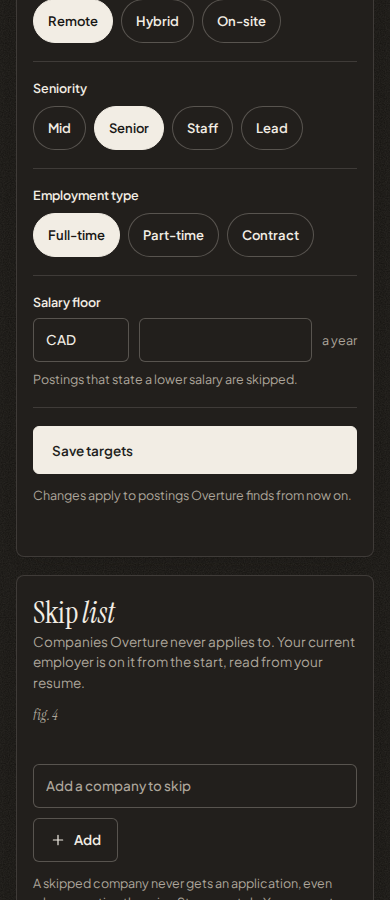 Remote Hybrid On-site
Seniority
Mid Senior Staff Lead
Employment type
Full-time Part-time Contract
Salary floor
CAD a year
Postings that state a lower salary are skipped.
Save targets
Changes apply to postings Overture finds from now on.
Skip list
Companies Overture never applies to. Your current
employer is on it from the start, read from your
resume.
fig. 4
Add a company to skip
+ Add
A skipped company never gets an application, even